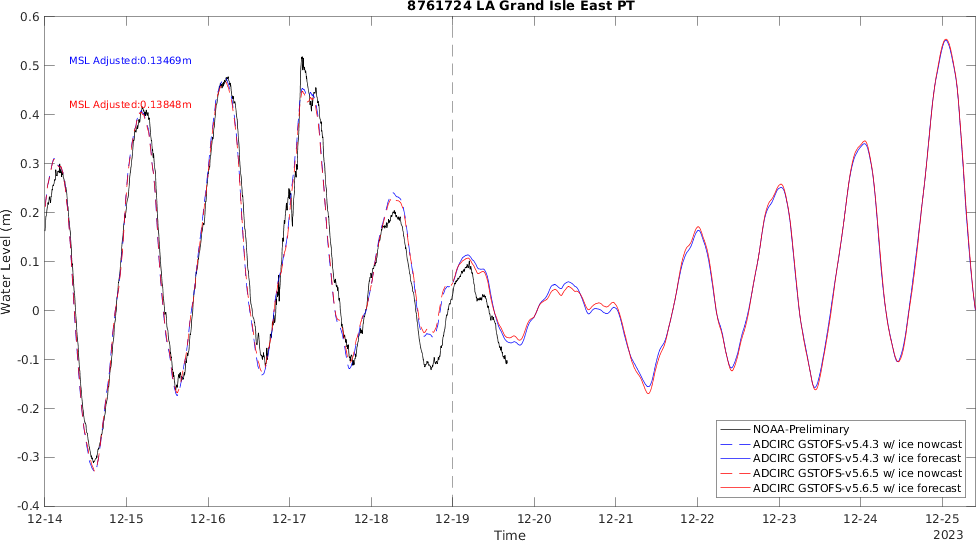 8761724 LA Grand Isle East PT
Water Level (m)
0.6
0.5
0.4
0.3
0.2
0.1
0
-0.1
-0.2
-0.3
-0.4
MSL Adjusted:0.13469m
MSL Adjusted:0.13848m
NOAA-Preliminary
ADCIRC GSTOFS-v5.4.3 w/ ice nowcast
ADCIRC GSTOFS-v5.4.3 w/ ice forecast
ADCIRC GSTOFS-v5.6.5 w/ ice nowcast
ADCIRC GSTOFS-v5.6.5 w/ ice forecast
12-14 12-15 12-16 12-17 12-18 12-19 12-20 12-21 12-22 12-23 12-24 12-25
2023
Time